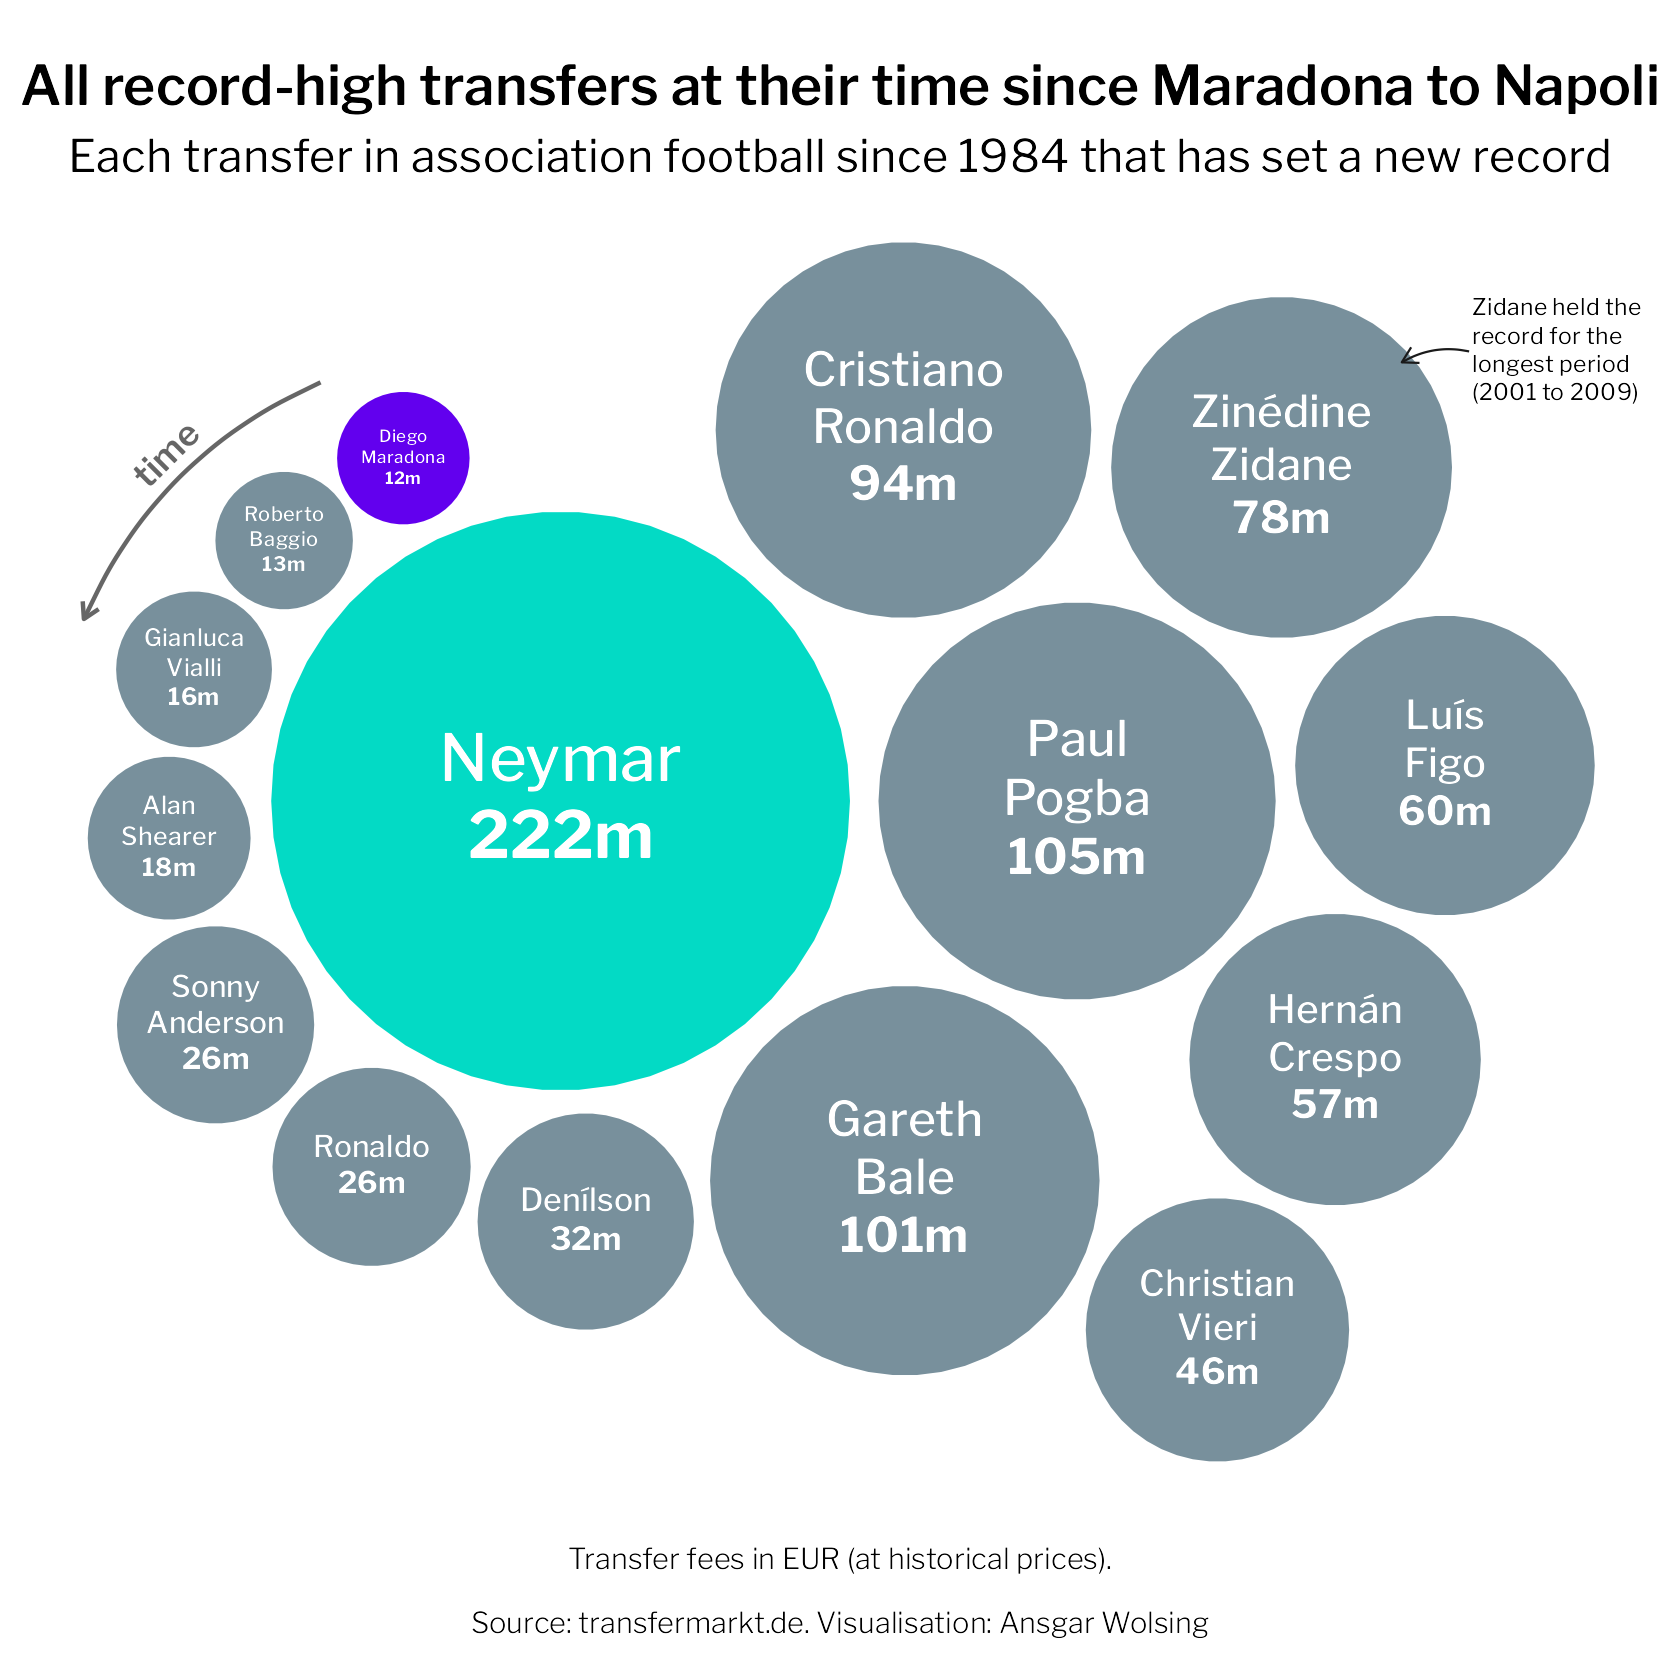 All record-high transfers at their time since Maradona to Napoli
Each transfer in association football since 1984 that has set a new record
time
Diego
Maradona
12m
Roberto
Baggio
13m
Gianluca
Vialli
16m
Alan
Shearer
18m
Sonny
Anderson
26m
Ronaldo
26m
Denílson
32m
Christian
Vieri
46m
Hernán
Crespo
57m
Luís
Figo
60m
Zinédine
Zidane
78m
Zidane held the
record for the
longest period
(2001 to 2009)
Cristiano
Ronaldo
94m
Gareth
Bale
101m
Paul
Pogba
105m
Neymar
222m
Transfer fees in EUR (at historical prices).
Source: transfermarkt.de. Visualisation: Ansgar Wolsing